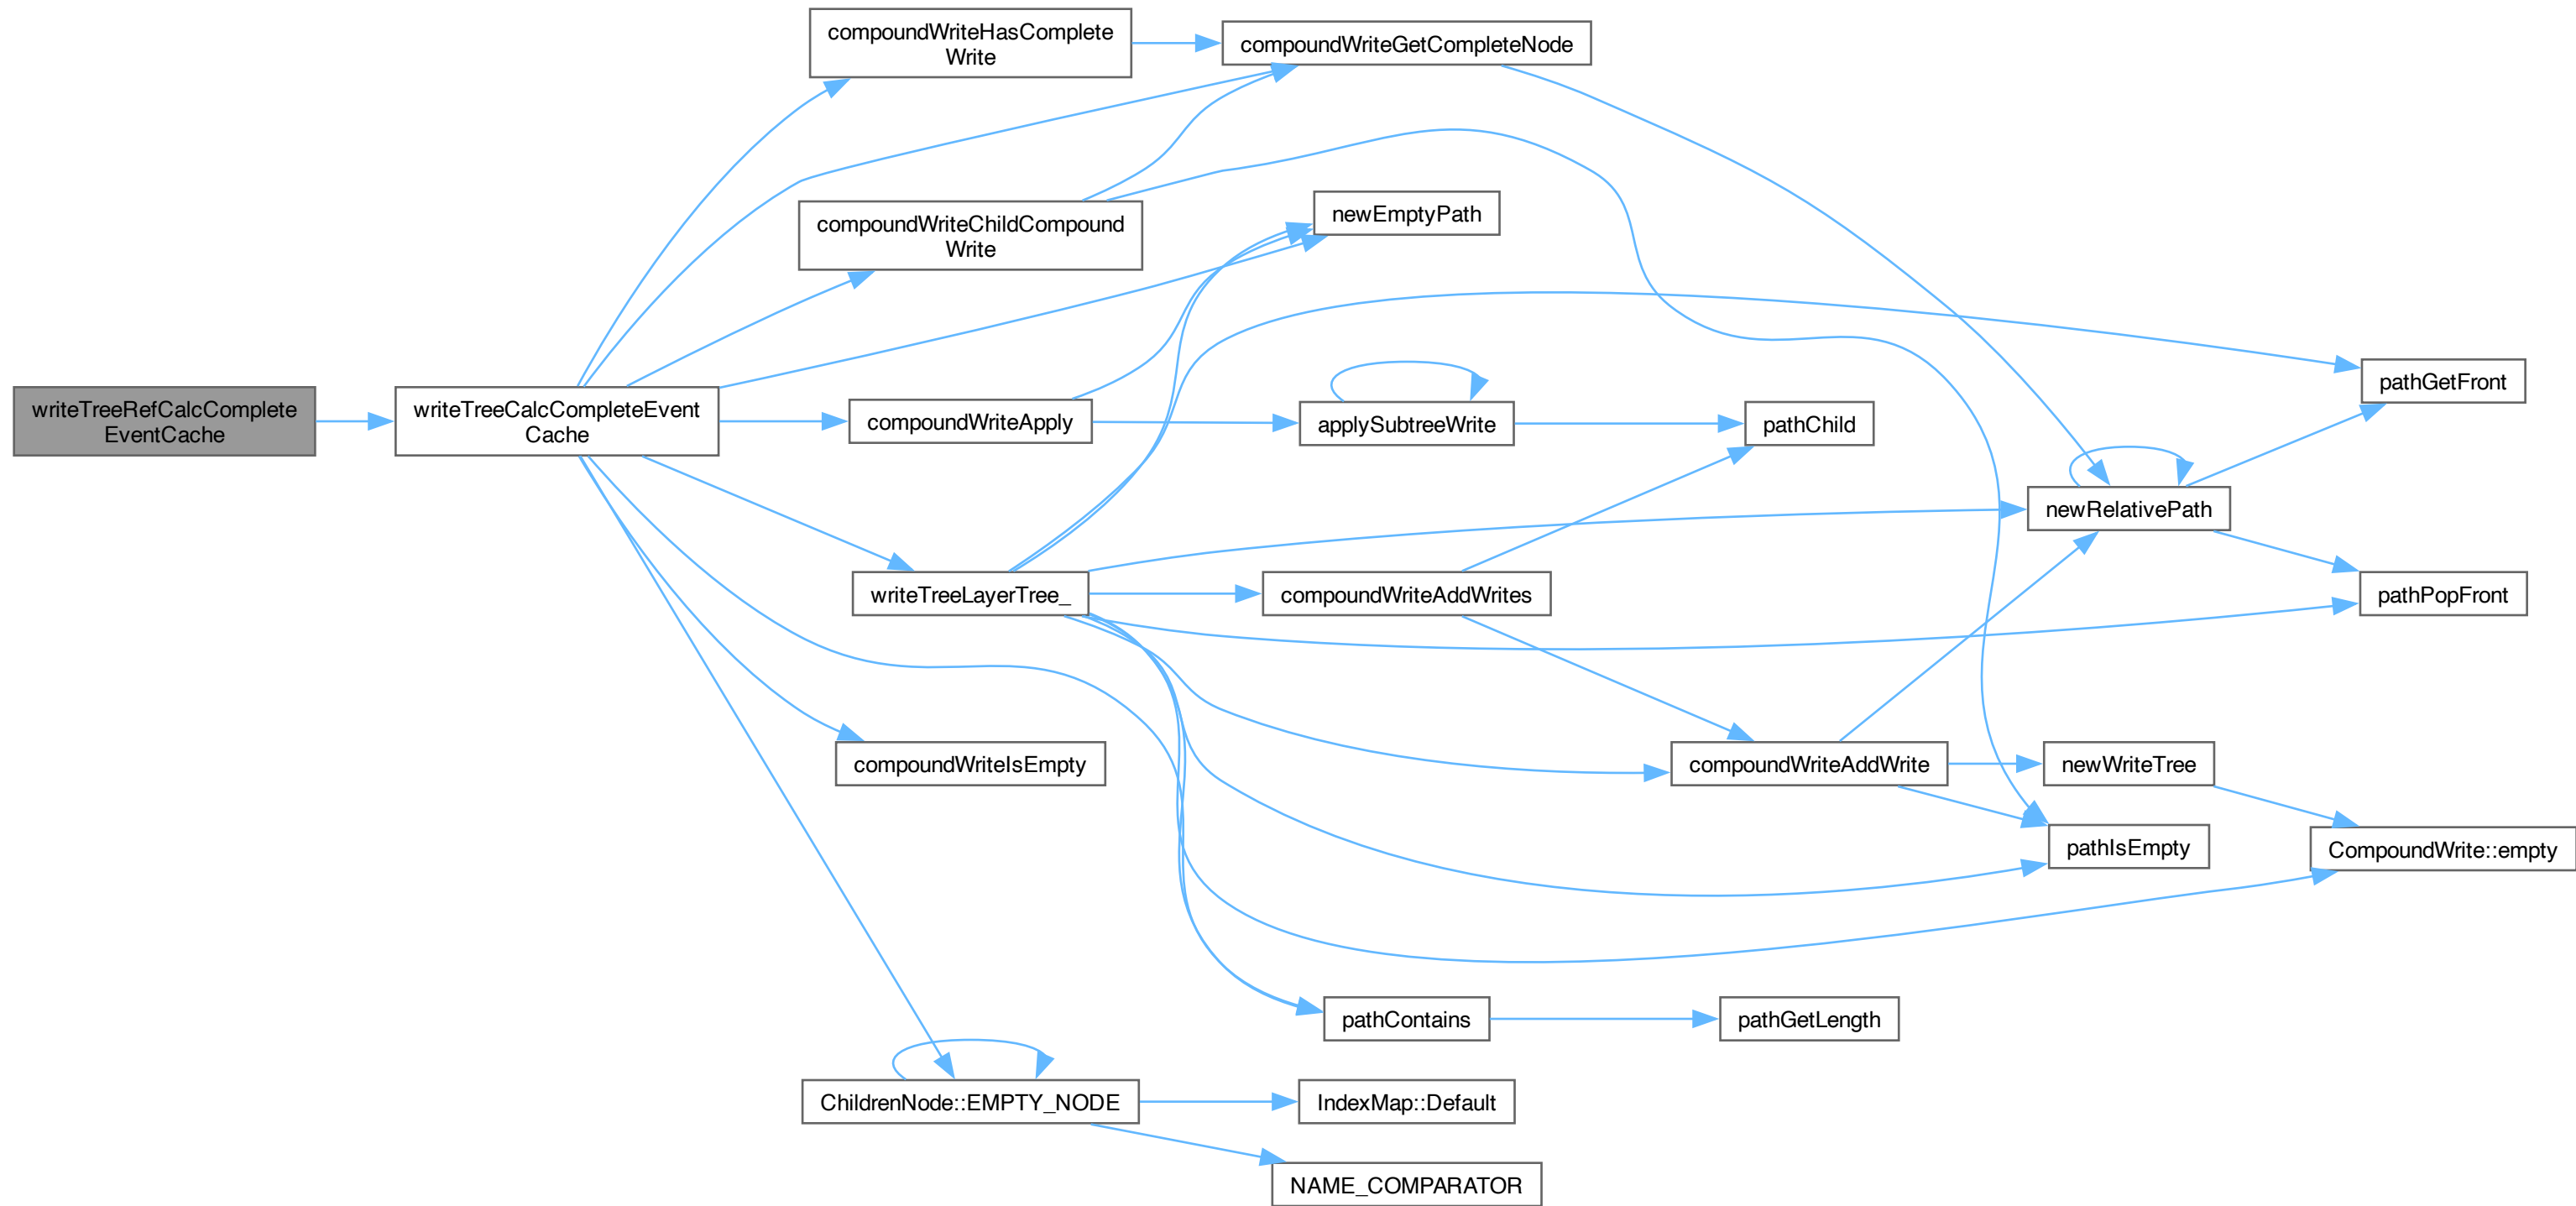 compoundWriteHasComplete
Write
compoundWriteGetCompleteNode
compoundWriteChildCompound
Write
newEmptyPath
writeTreeRefCalcComplete
EventCache
writeTreeCalcCompleteEvent
Cache
compoundWriteApply
applySubtreeWrite
pathChild
pathGetFront
newRelativePath
writeTreeLayerTree_
compoundWriteAddWrites
pathPopFront
compoundWriteIsEmpty
compoundWriteAddWrite
newWriteTree
pathIsEmpty
CompoundWrite::empty
pathContains
pathGetLength
ChildrenNode::EMPTY_NODE
IndexMap::Default
NAME_COMPARATOR